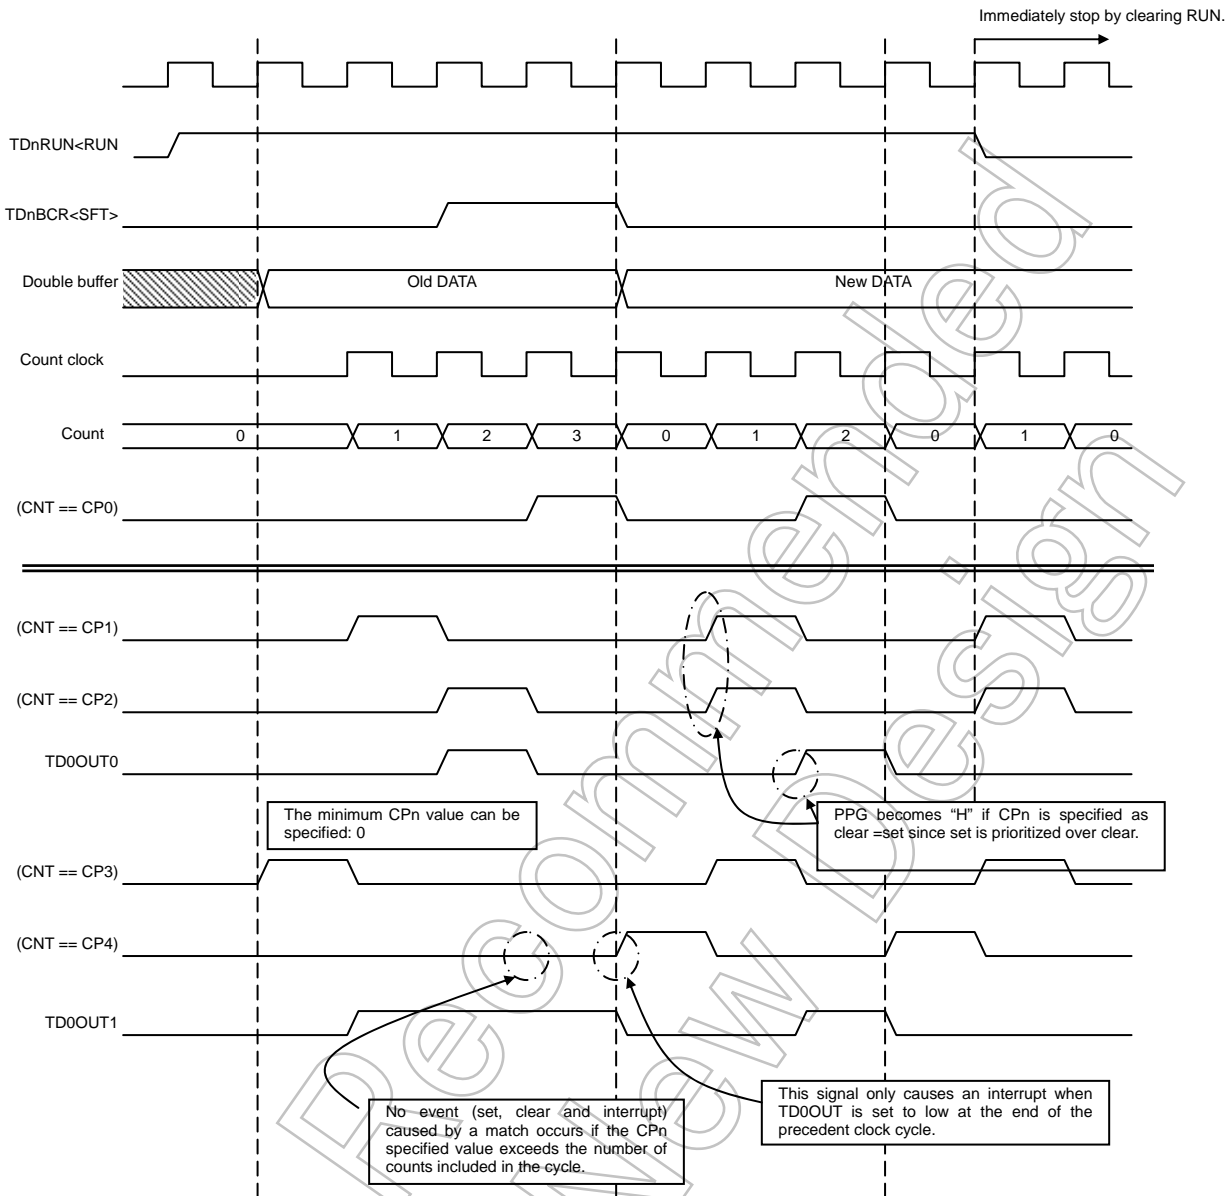 Immediately stop by clearing RUN.
TDnRUN<RUN
TDnBCR<SFT>
Double buffer
Old DATA
New DATA
Count clock
Count
0 1 2 3 0 1 2 0 1 0
(CNT == CP0)
(CNT == CP1)
(CNT == CP2)
TD0OUT0
The minimum CPn value can be
specified: 0
PPG becomes “H” if CPn is specified as
clear =set since set is prioritized over clear.
(CNT == CP3)
(CNT == CP4)
TD0OUT1
No event (set, clear and interrupt)
caused by a match occurs if the CPn
specified value exceeds the number of
counts included in the cycle.
This signal only causes an interrupt when
TD0OUT is set to low at the end of the
precedent clock cycle.
Recommended
New Design